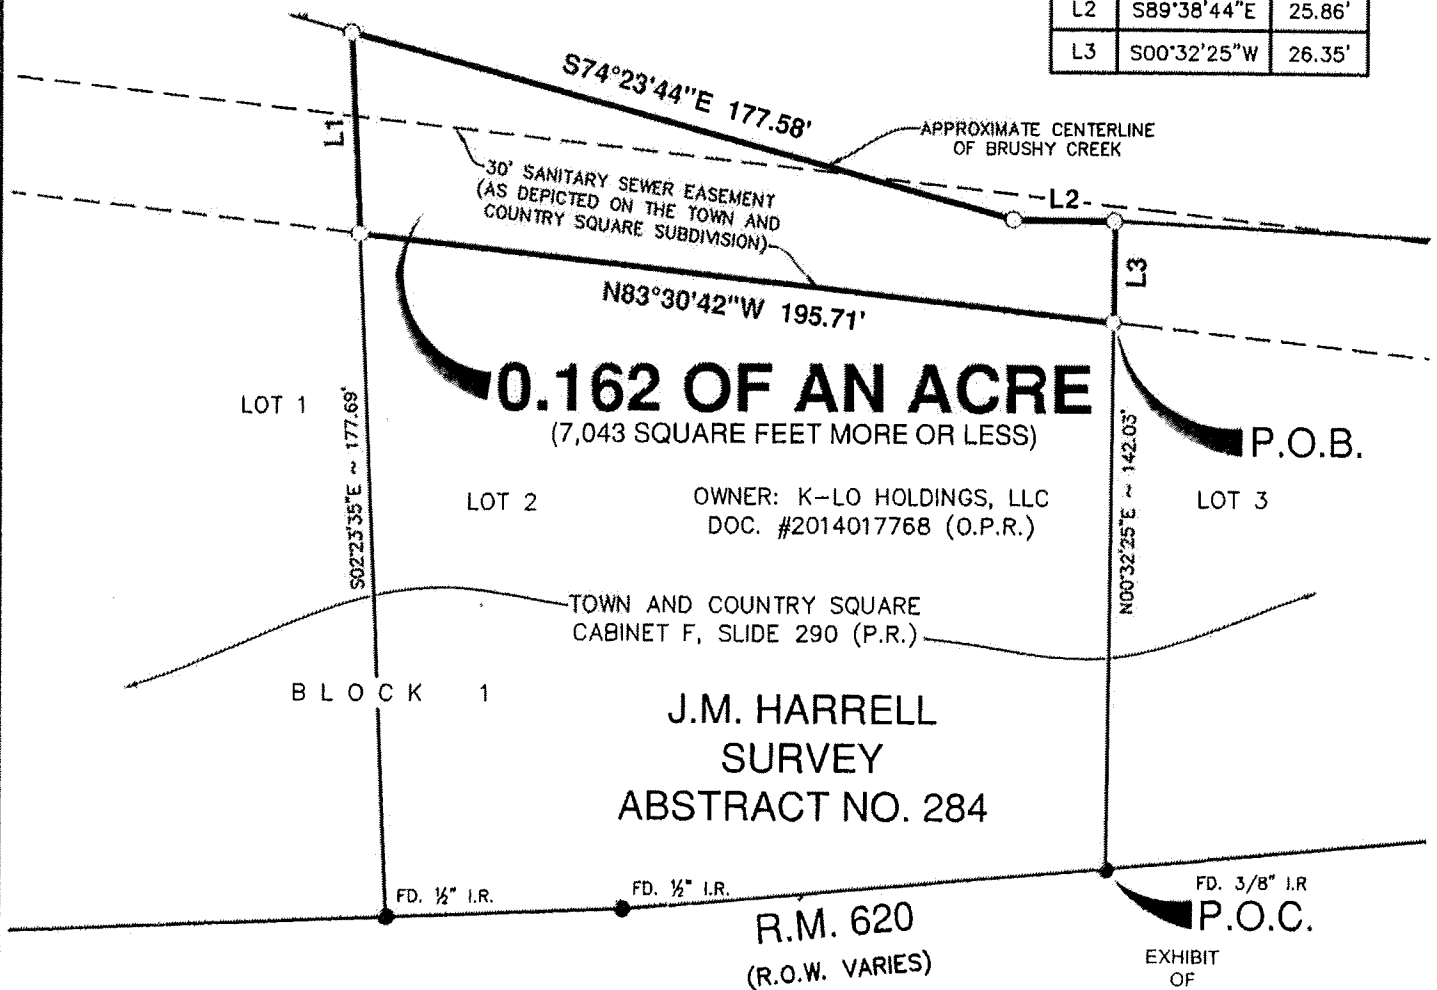 L2 S89°38'44"E 25.86'
L3 S00°32'25"W 26.35'
S74°23'44"E 177.58'
L1
APPROXIMATE CENTERLINE
OF BRUSHY CREEK
30' SANITARY SEWER EASEMENT
(AS DEPICTED ON THE TOWN AND
COUNTRY SQUARE SUBDIVISION)
L2
L3
N83°30'42"W 195.71'
0.162 OF AN ACRE
(7,043 SQUARE FEET MORE OR LESS)
LOT 1
S02°23'35"E ~ 177.69'
P.O.B.
LOT 2
OWNER: K-LO HOLDINGS, LLC
DOC. #2014017768 (O.P.R.)
N00°32'25"E ~ 142.03'
LOT 3
TOWN AND COUNTRY SQUARE
CABINET F, SLIDE 290 (P.R.)
BLOCK 1
J.M. HARRELL
SURVEY
ABSTRACT NO. 284
FD. ½" I.R.
FD. ½" I.R.
FD. 3/8" I.R
P.O.C.
R.M. 620
(R.O.W. VARIES)
EXHIBIT
OF